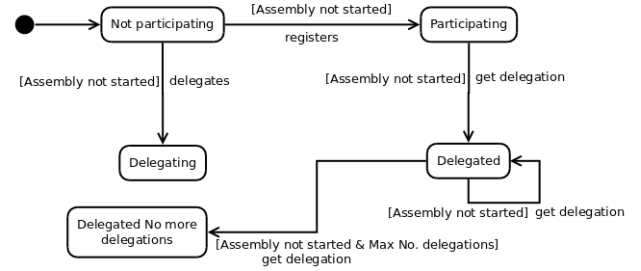 [Assembly not started]
Not participating
Participating
registers
[Assembly not started] delegates
[Assembly not started] get delegation
Delegating
Delegated
Delegated No more
delegations
[Assembly not started] get delegation
[Assembly not started & Max No. delegations]
get delegation